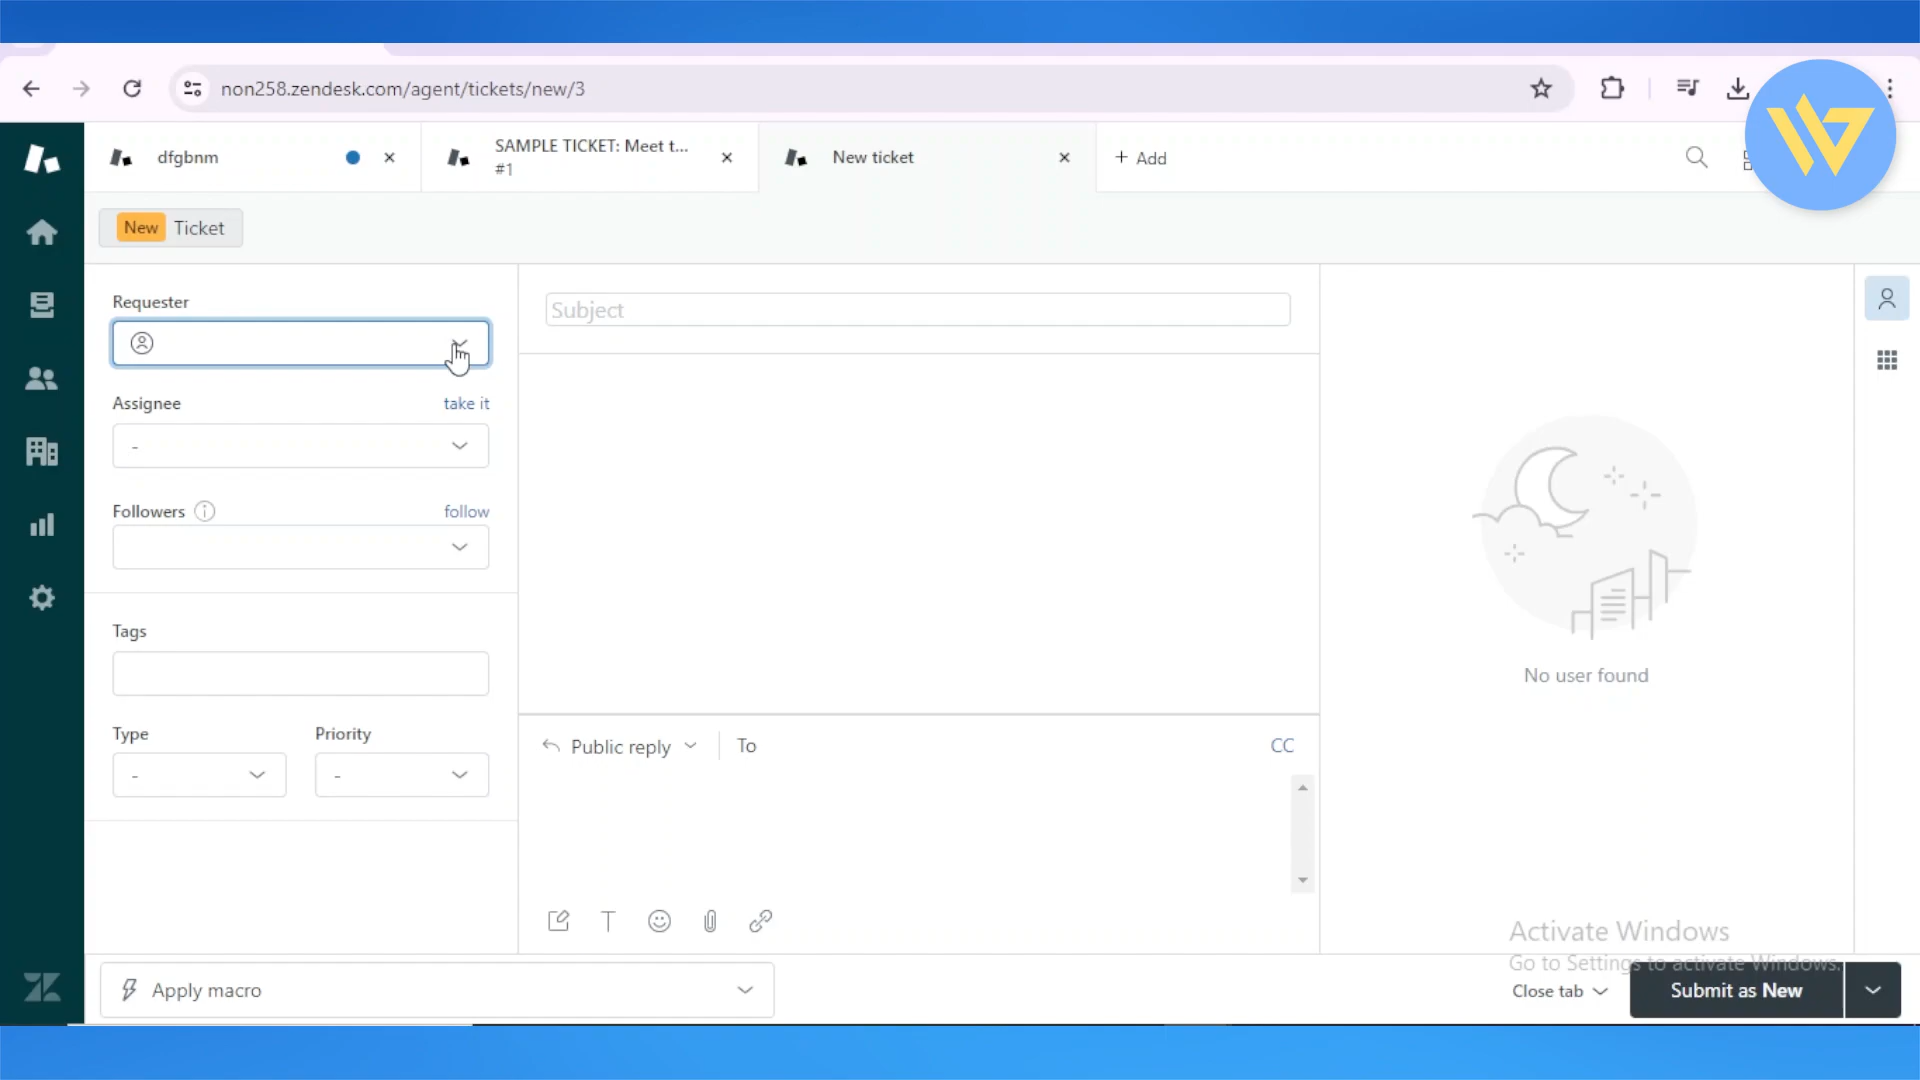 non258.zendesk.com/agent/tickets/new/3
dfgbnm
SAMPLE TICKET: Meet t...
#1
New ticket
+ Add
New Ticket
Requester
Subject
Assignee
take it
-
Followers
follow
Tags
Type
Priority
-
-
No user found
Public reply
To
CC
Activate Windows
Go to Settings to activate Windows.
Apply macro
Close tab
Submit as New